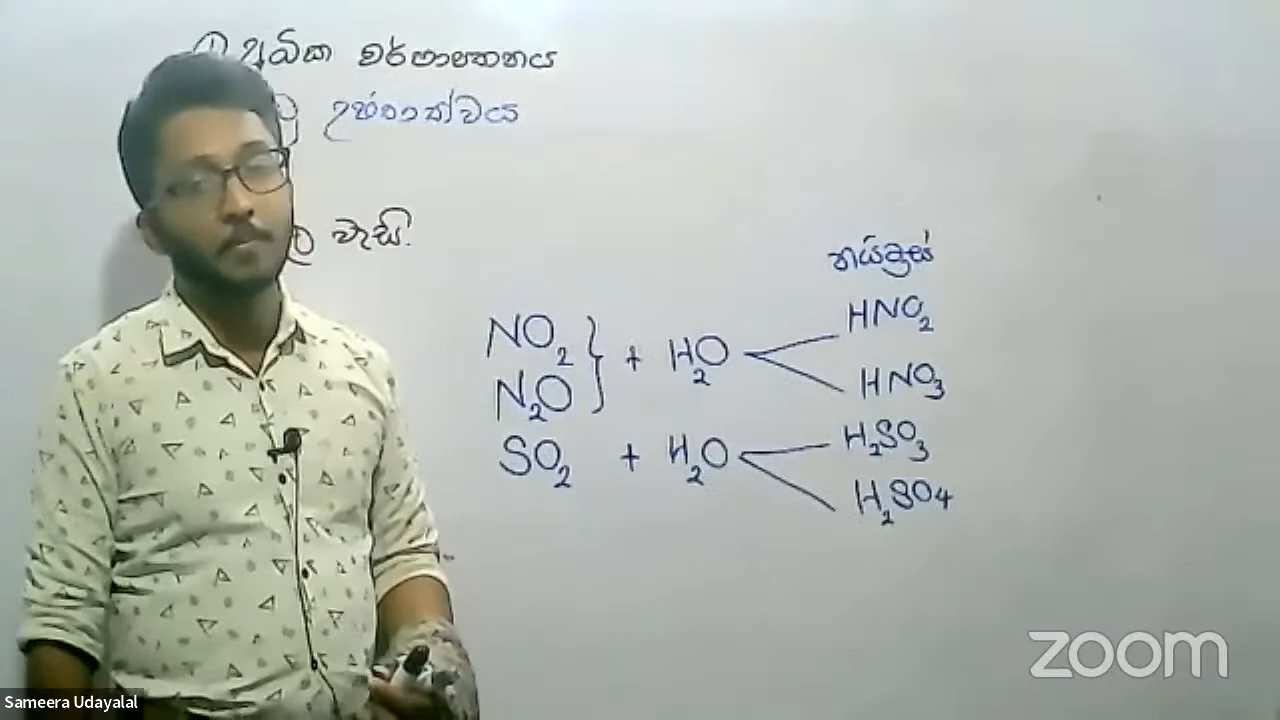 ① අධික වර්ෂාපතනය
උෂ්ණත්වය
වැසි.
නයිට්‍රස්
NO₂ } + H₂O HNO₂
N₂O HNO₃
SO₂ + H₂O H₂SO₃
H₂SO₄
zoom
Sameera Udayalal